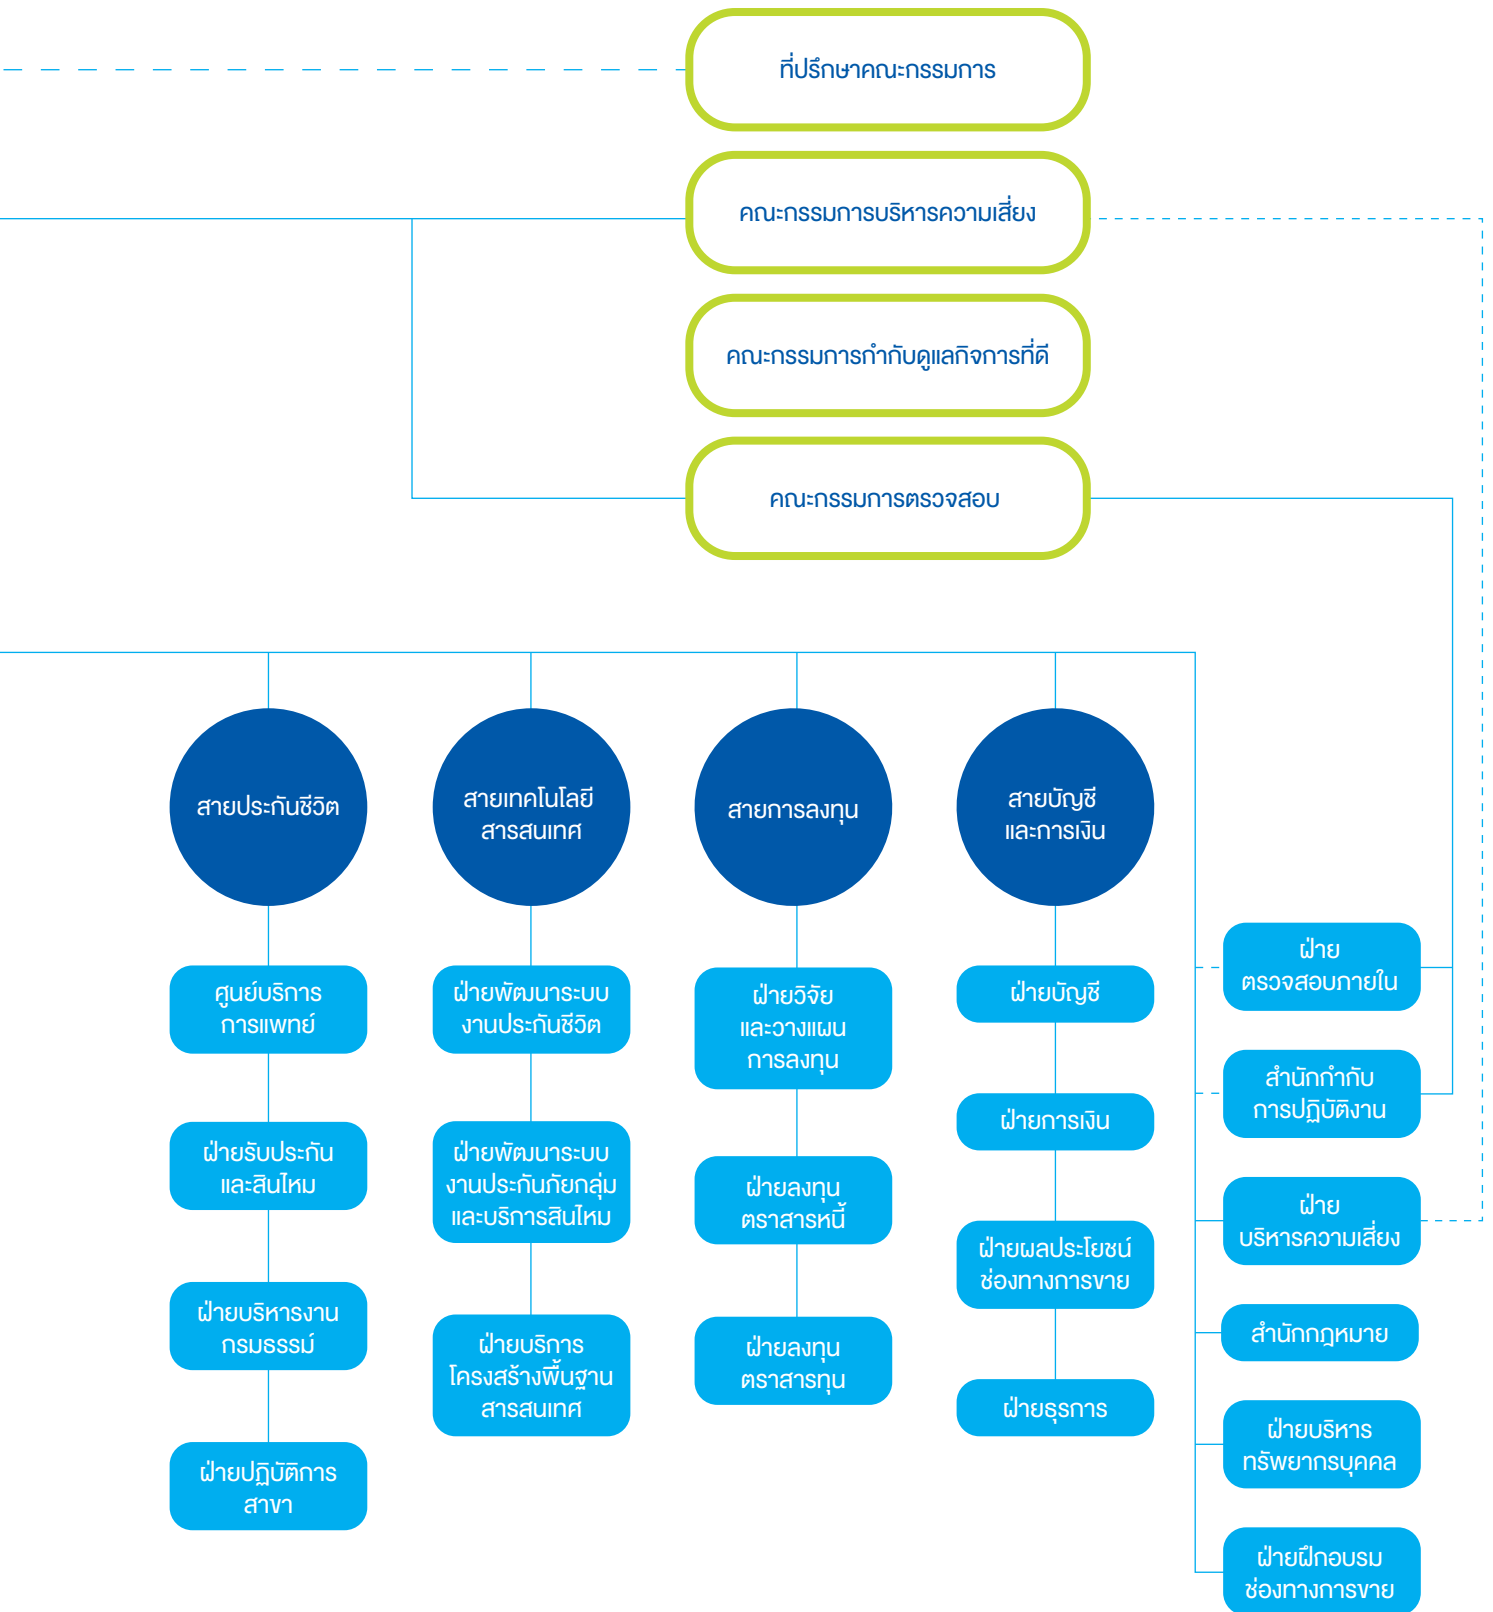 ที่ปรึกษาคณะกรรมการ
คณะกรรมการบริหารความเสี่ยง
คณะกรรมการกำกับดูแลกิจการที่ดี
คณะกรรมการตรวจสอบ
สายประกันชีวิต
ศูนย์บริการ
การแพทย์
ฝ่ายรับประกัน
และสินไหม
ฝ่ายบริหารงาน
กรมธรรม์
ฝ่ายปฏิบัติการ
สาขา
สายเทคโนโลยี
สารสนเทศ
ฝ่ายพัฒนาระบบ
งานประกันชีวิต
ฝ่ายพัฒนาระบบ
งานประกันภัยกลุ่ม
และบริการสินไหม
ฝ่ายบริการ
โครงสร้างพื้นฐาน
สารสนเทศ
สายการลงทุน
ฝ่ายวิจัย
และวางแผน
การลงทุน
ฝ่ายลงทุน
ตราสารหนี้
ฝ่ายลงทุน
ตราสารทุน
สายบัญชี
และการเงิน
ฝ่ายบัญชี
ฝ่ายการเงิน
ฝ่ายผลประโยชน์
ช่องทางการขาย
ฝ่ายธุรการ
ฝ่าย
ตรวจสอบภายใน
สำนักกำกับ
การปฏิบัติงาน
ฝ่าย
บริหารความเสี่ยง
สำนักกฎหมาย
ฝ่ายบริหาร
ทรัพยากรบุคคล
ฝ่ายฝึกอบรม
ช่องทางการขาย